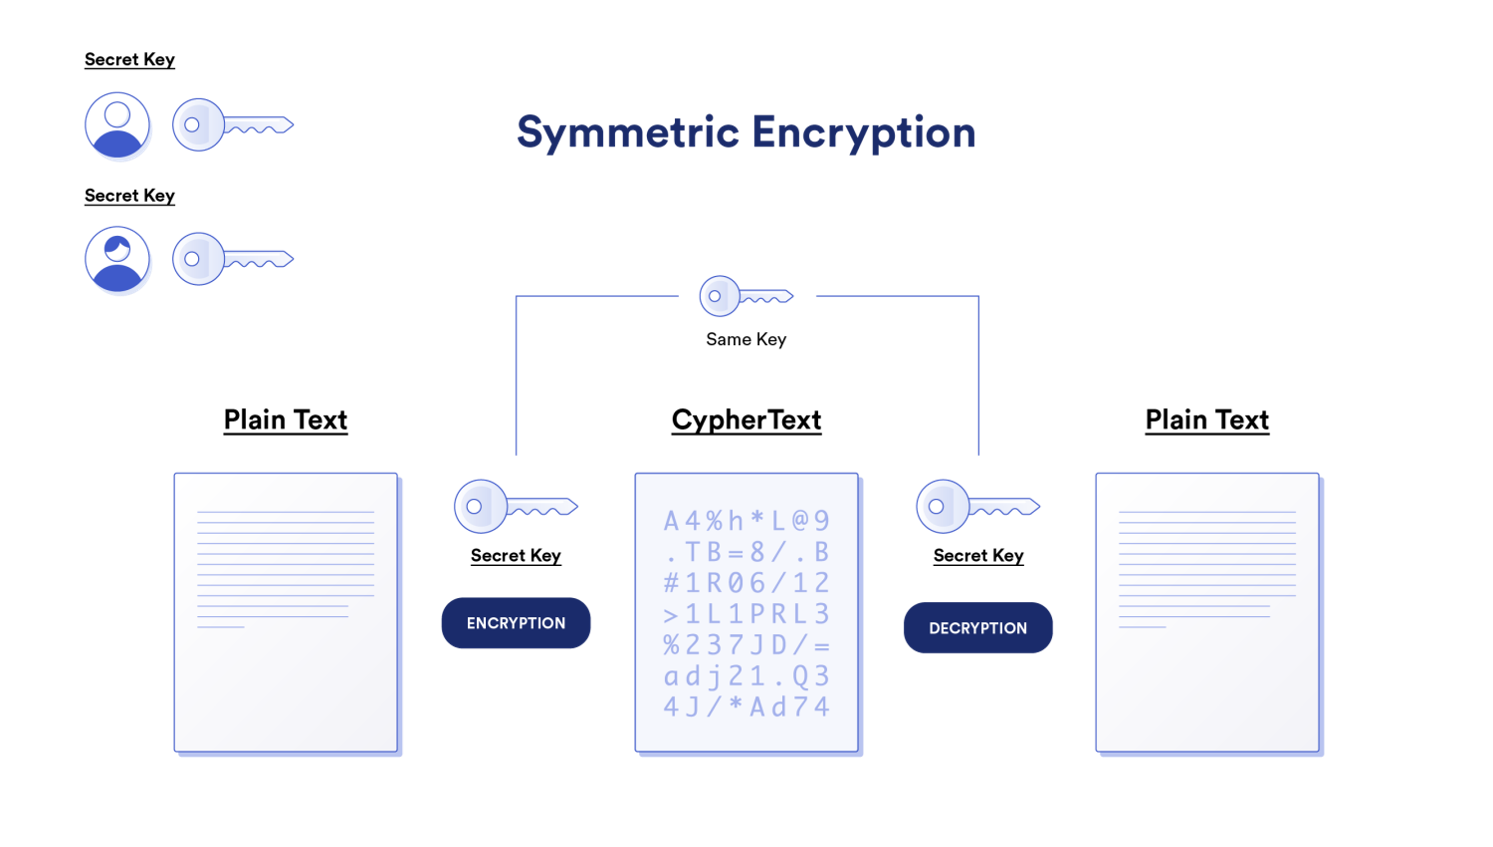 Secret Key
Symmetric Encryption
Secret Key
Same Key
Plain Text
CypherText
Plain Text
Secret Key
ENCRYPTION
A4%h*L@9
.TB=8/.B
#1R06/12
>1L1PRL3
%237JD/=
adj21.Q3
4J/*Ad74
Secret Key
DECRYPTION